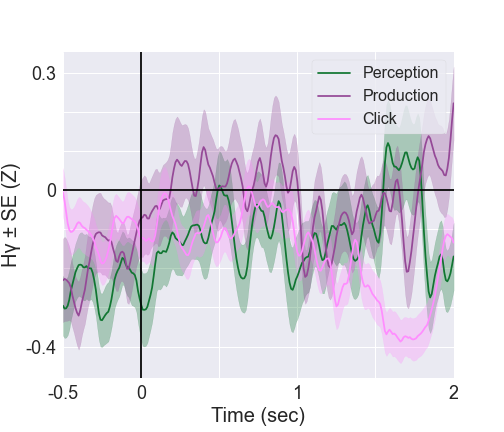 Perception
Production
Click
0.3
0
-0.4
Hγ ± SE (Z)
-0.5
0
1
2
Time (sec)